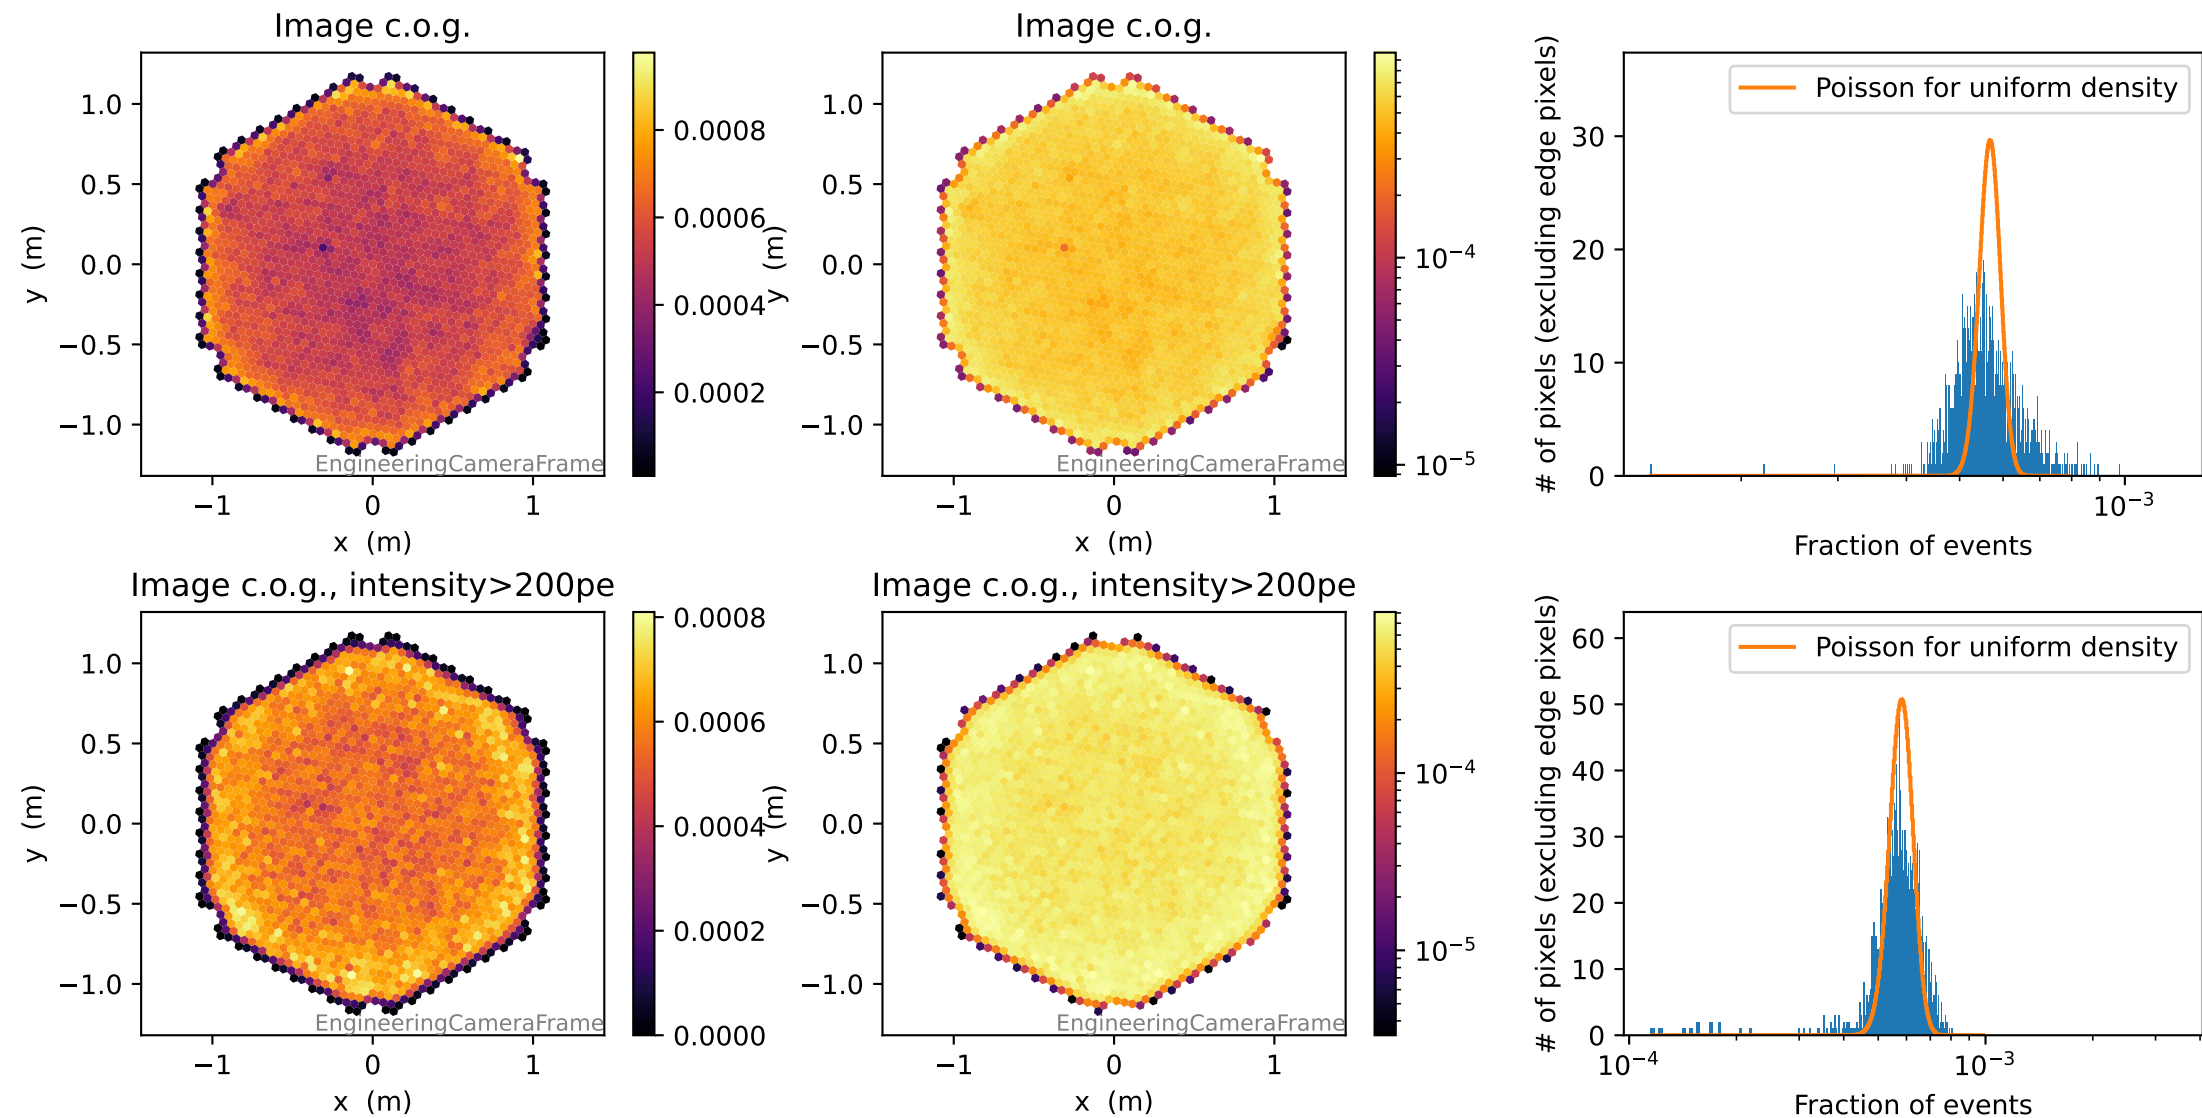 Image c.o.g.
1.0
0.5
0.0
−0.5
−1.0
y (m)
−1
0
1
x (m)
EngineeringCameraFrame
0.0008
0.0006
0.0004
0.0002
Image c.o.g.
1.0
0.5
0.0
−0.5
−1.0
y (m)
−1
0
1
x (m)
EngineeringCameraFrame
10⁻⁴
10⁻⁵
Poisson for uniform density
30
20
10
0
# of pixels (excluding edge pixels)
10⁻³
Fraction of events
Image c.o.g., intensity>200pe
1.0
0.5
0.0
−0.5
−1.0
y (m)
−1
0
1
x (m)
EngineeringCameraFrame
0.0008
0.0006
0.0004
0.0002
0.0000
Image c.o.g., intensity>200pe
1.0
0.5
0.0
−0.5
−1.0
y (m)
−1
0
1
x (m)
EngineeringCameraFrame
10⁻⁴
10⁻⁵
Poisson for uniform density
60
50
40
30
20
10
0
# of pixels (excluding edge pixels)
10⁻⁴
10⁻³
Fraction of events